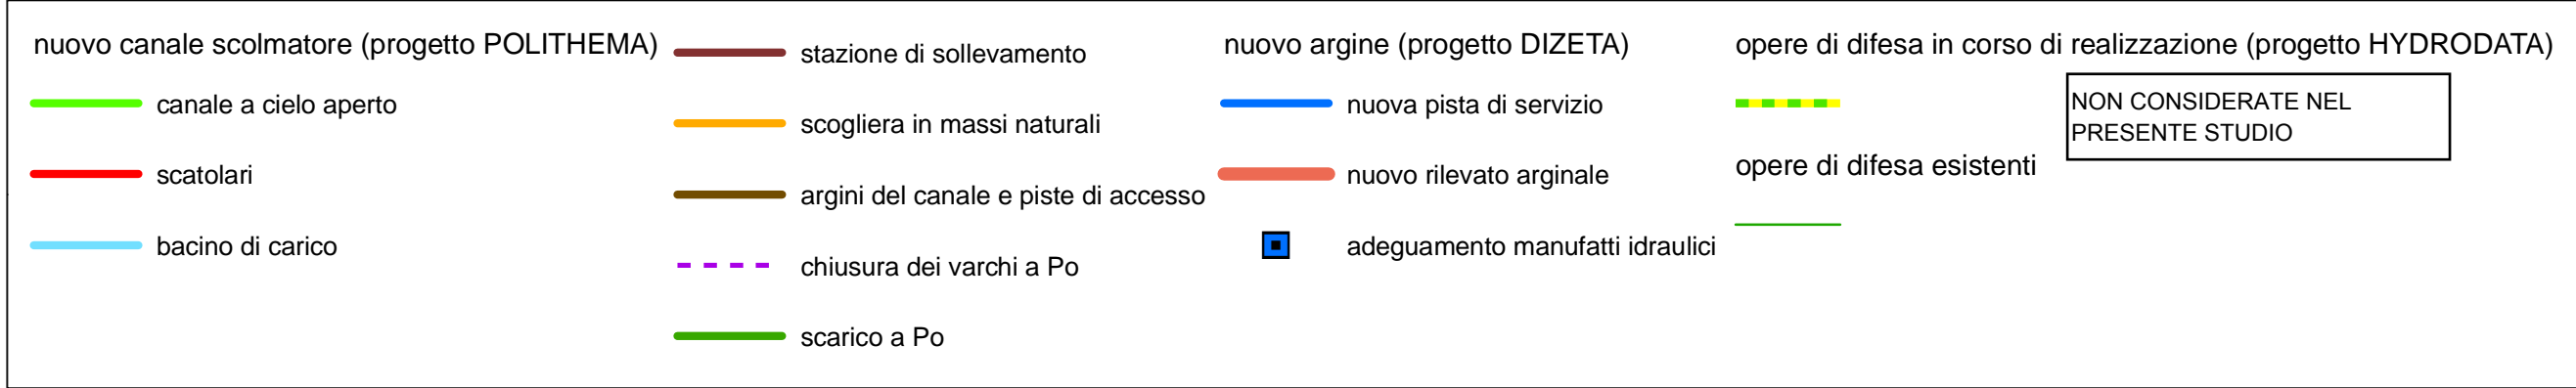 nuovo canale scolmatore (progetto POLITHEMA)
canale a cielo aperto
scatolari
bacino di carico
stazione di sollevamento
scogliera in massi naturali
argini del canale e piste di accesso
chiusura dei varchi a Po
scarico a Po
nuovo argine (progetto DIZETA)
nuova pista di servizio
nuovo rilevato arginale
adeguamento manufatti idraulici
opere di difesa in corso di realizzazione (progetto HYDRODATA)
NON CONSIDERATE NEL
PRESENTE STUDIO
opere di difesa esistenti